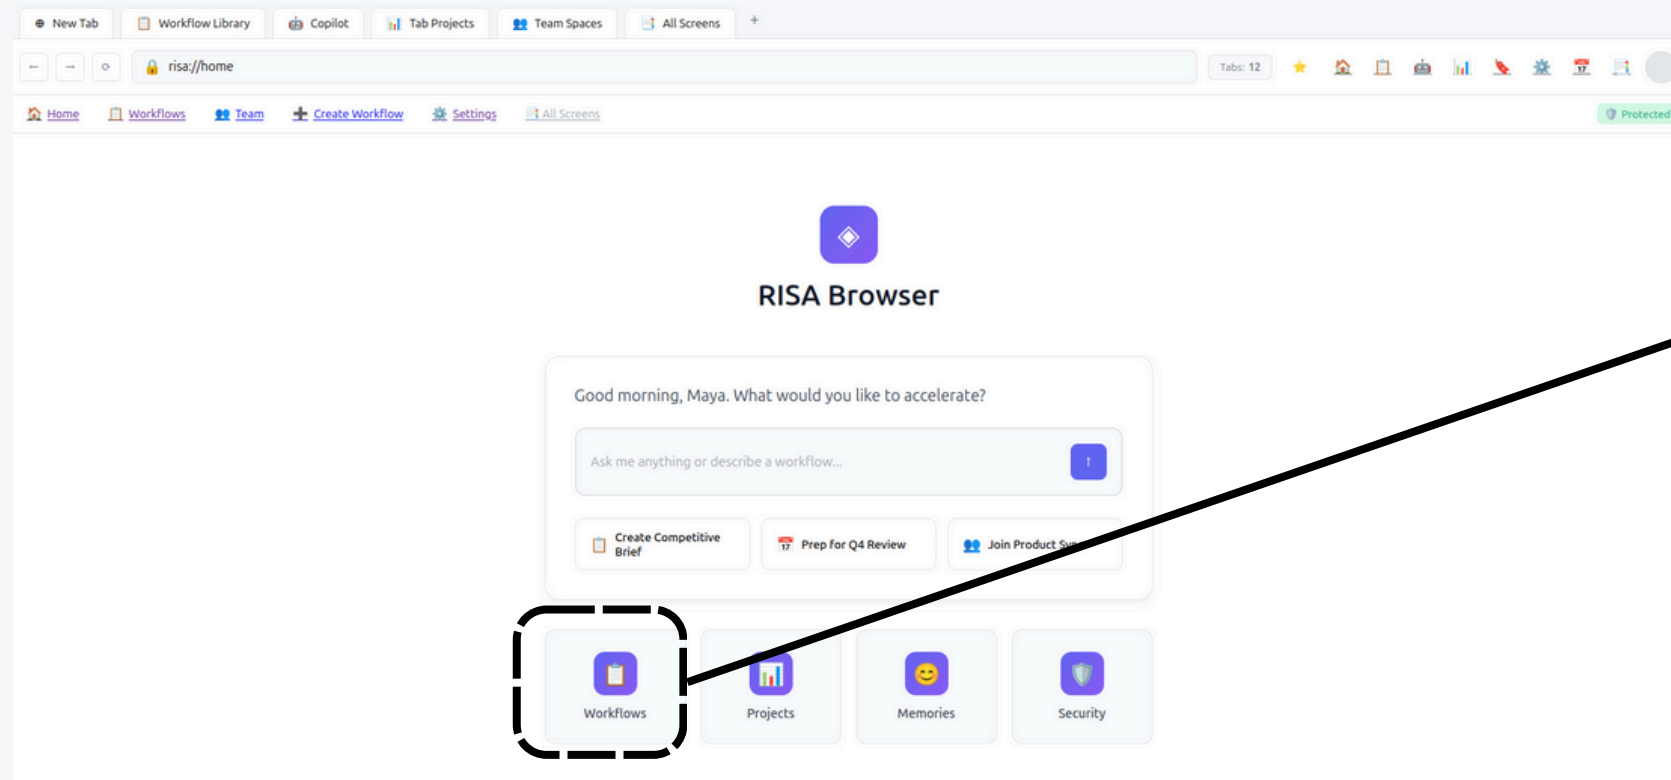 New Tab
Workflow Library
Copilot
Tab Projects
Team Spaces
All Screens
+
risa://home
Tabs: 12
Home
Workflows
Team
Create Workflow
Settings
All Screens
Protected
RISA Browser
Good morning, Maya. What would you like to accelerate?
Ask me anything or describe a workflow...
Create Competitive
Brief
Prep for Q4 Review
Join Product
Workflows
Projects
Memories
Security